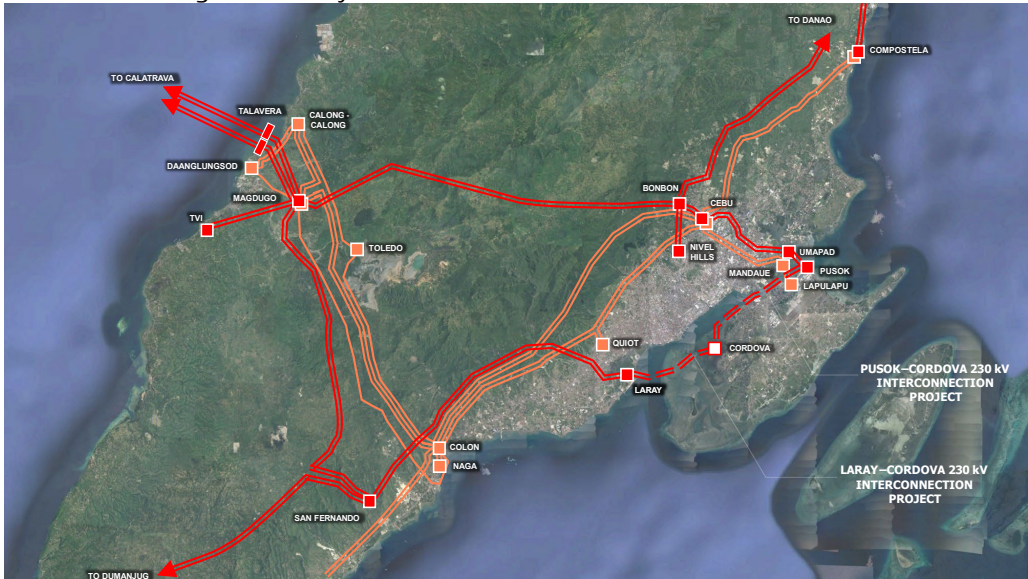 TO DANAO
COMPOSTELA
TO CALATRAVA
TALAVERA
CALONG -
CALONG
DAANGLUNGSOD
MAGDUGO
BONBON
CEBU
TVI
TOLEDO
NIVEL
HILLS
UMAPAD
MANDAUE
PUSOK
LAPULAPU
QUIOT
CORDOVA
LARAY
PUSOK–CORDOVA 230 kV
INTERCONNECTION
PROJECT
COLON
NAGA
LARAY–CORDOVA 230 kV
INTERCONNECTION
PROJECT
SAN FERNANDO
TO DUMANJUG